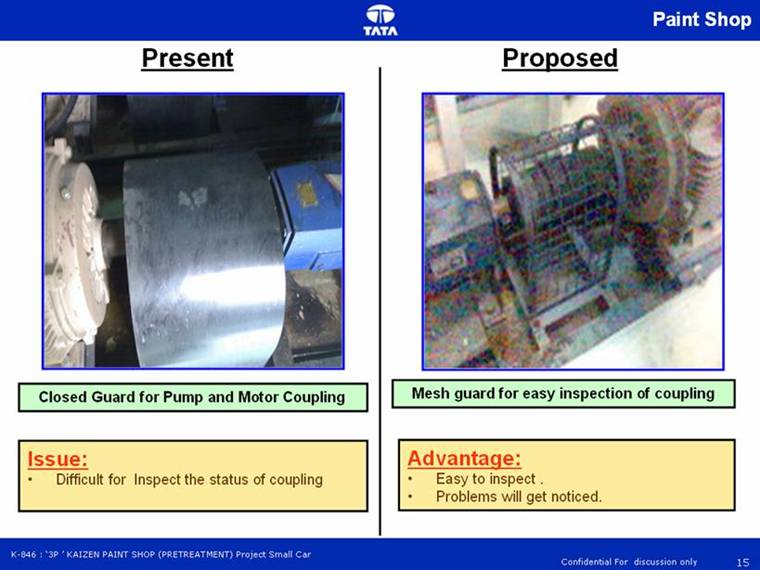 TATA
Paint Shop
Present
Proposed
Closed Guard for Pump and Motor Coupling
Mesh guard for easy inspection of coupling
Issue:
• Difficult for Inspect the status of coupling
Advantage:
• Easy to inspect .
• Problems will get noticed.
K-846 : '3P ' KAIZEN PAINT SHOP (PRETREATMENT) Project Small Car
Confidential For discussion only
15